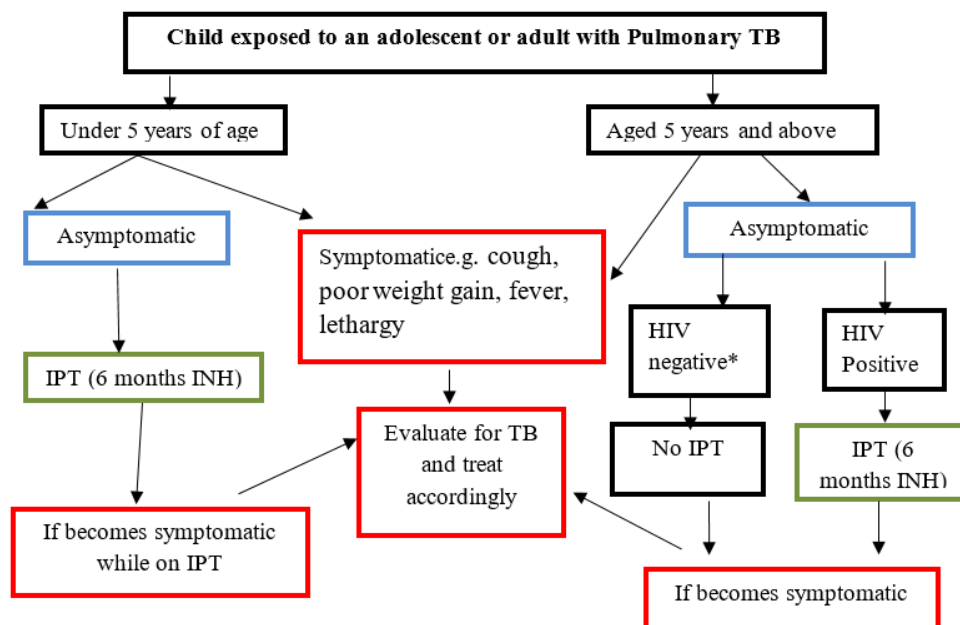 Child exposed to an adolescent or adult with Pulmonary TB
Under 5 years of age
Aged 5 years and above
Asymptomatic
Asymptomatic
Symptomatice.g. cough,
poor weight gain, fever,
lethargy
HIV
negative*
HIV
Positive
IPT (6 months INH)
Evaluate for TB
and treat
accordingly
No IPT
IPT (6
months INH)
If becomes symptomatic
while on IPT
If becomes symptomatic